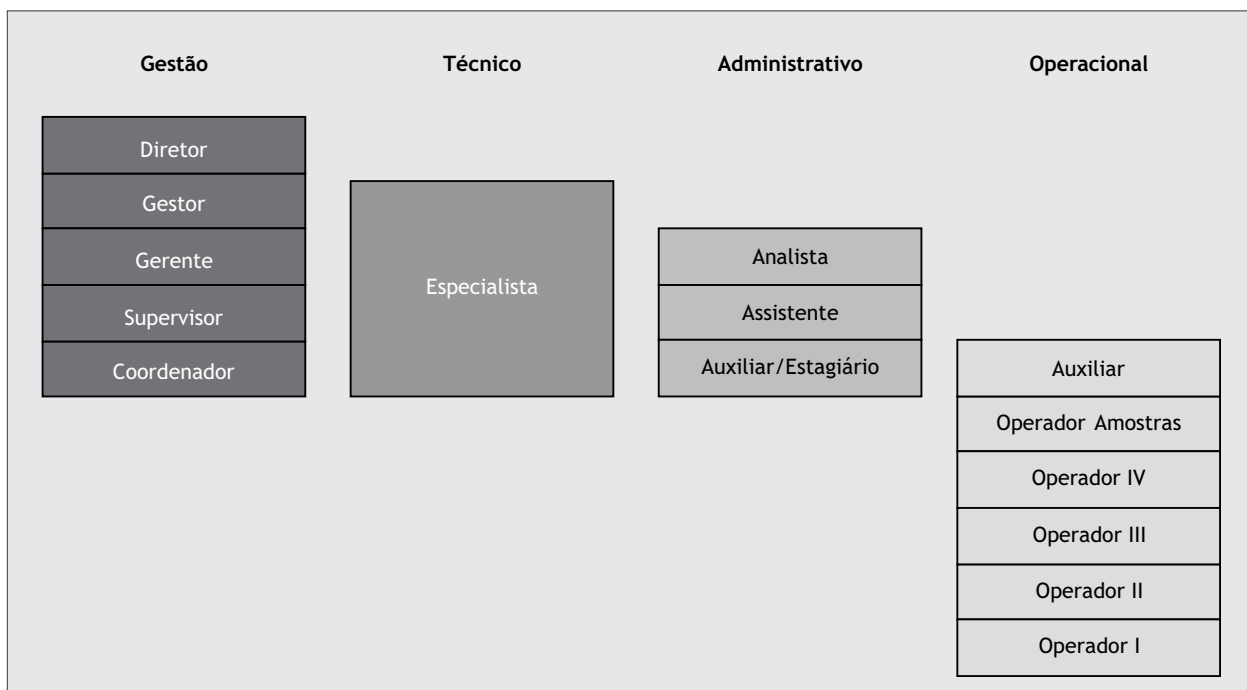 Gestão
Técnico
Administrativo
Operacional
Diretor
Gestor
Gerente
Supervisor
Coordenador
Especialista
Analista
Assistente
Auxiliar/Estagiário
Auxiliar
Operador Amostras
Operador IV
Operador III
Operador II
Operador I